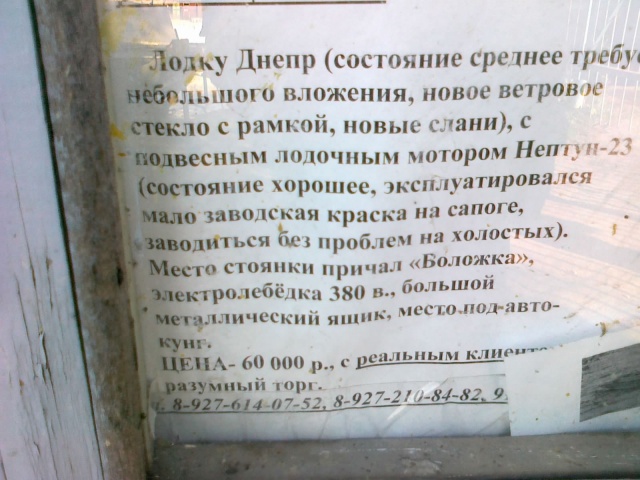 Лодку Днепр (состояние среднее требуе
небольшого вложения, новое ветровое
стекло с рамкой, новые слани), с
подвесным лодочным мотором Нептун-23
(состояние хорошее, эксплуатировался
мало заводская краска на сапоге,
заводиться без проблем на холостых).
Место стоянки причал «Боложка»,
электролебёдка 380 в., большой
металлический ящик, место под авто-
кунг.
ЦЕНА- 60 000 р., с реальным клиенто
разумный торг.
8-927-614-07-52, 8-927-210-84-82, 9